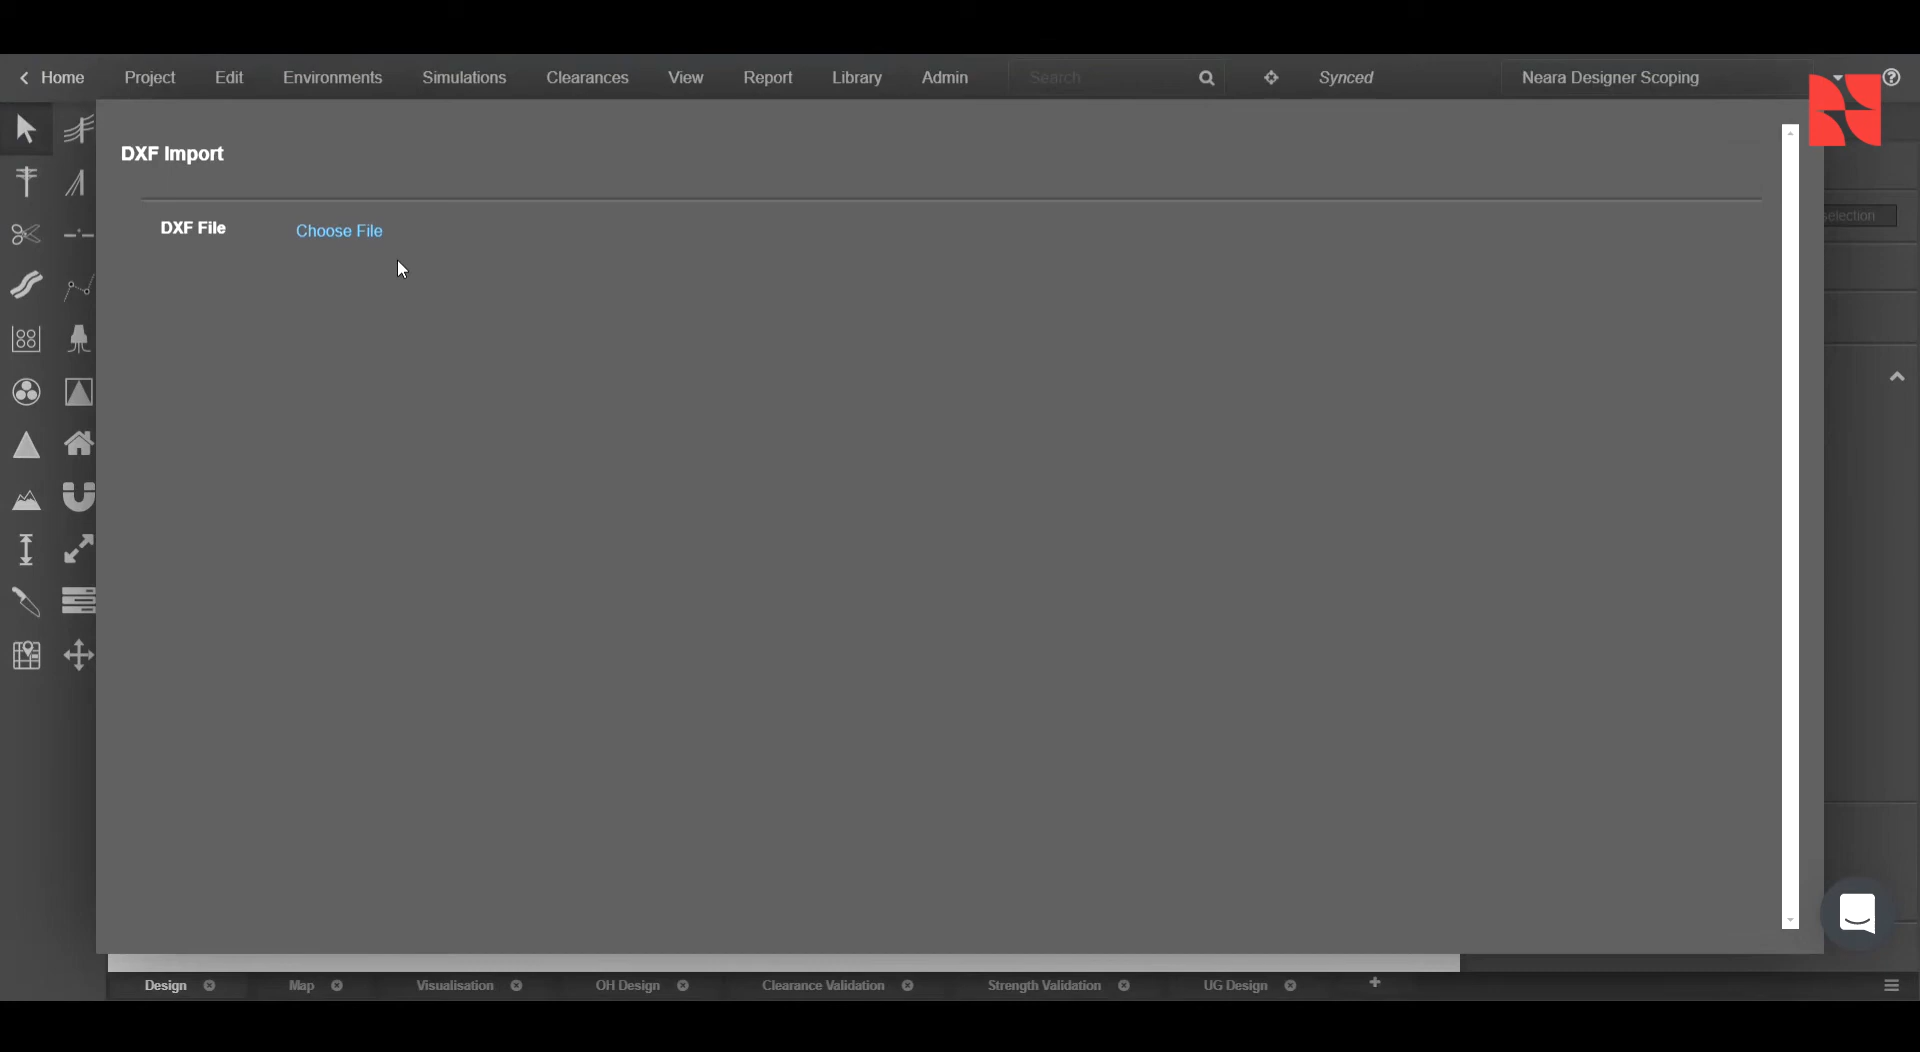 Home Project Edit Environments Simulations Clearances View Report Library Admin Search Synced Neara Designer Scoping
DXF Import
selection
DXF File Choose File
Design Map Visualisation OH Design Clearance Validation Strength Validation UG Design